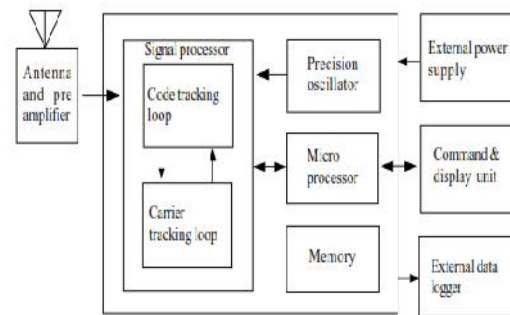 Antenna
and pre
amplifier
Signal processor
Code tracking
loop
Carrier
tracking loop
Precision
oscillator
Micro
processor
Memory
External power
supply
Command &
display unit
External data
logger